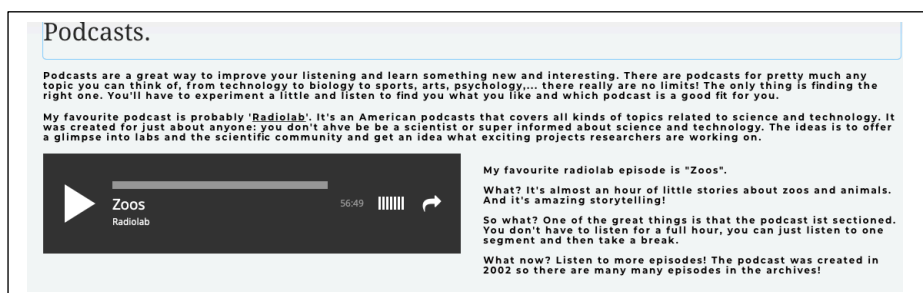 Podcasts.
Podcasts are a great way to improve your listening and learn something new and interesting. There are podcasts for pretty much any
topic you can think of, from technology to biology to sports, arts, psychology,... there really are no limits! The only thing is finding the
right one. You'll have to experiment a little and listen to find you what you like and which podcast is a good fit for you.
My favourite podcast is probably 'Radiolab'. It's an American podcasts that covers all kinds of topics related to science and technology. It
was created for just about anyone: you don't ahve be be a scientist or super informed about science and technology. The ideas is to offer
a glimpse into labs and the scientific community and get an idea what exciting projects researchers are working on.
Zoos
56:49
Radiolab
My favourite radiolab episode is "Zoos".
What? It's almost an hour of little stories about zoos and animals.
And it's amazing storytelling!
So what? One of the great things is that the podcast ist sectioned.
You don't have to listen for a full hour, you can just listen to one
segment and then take a break.
What now? Listen to more episodes! The podcast was created in
2002 so there are many many episodes in the archives!